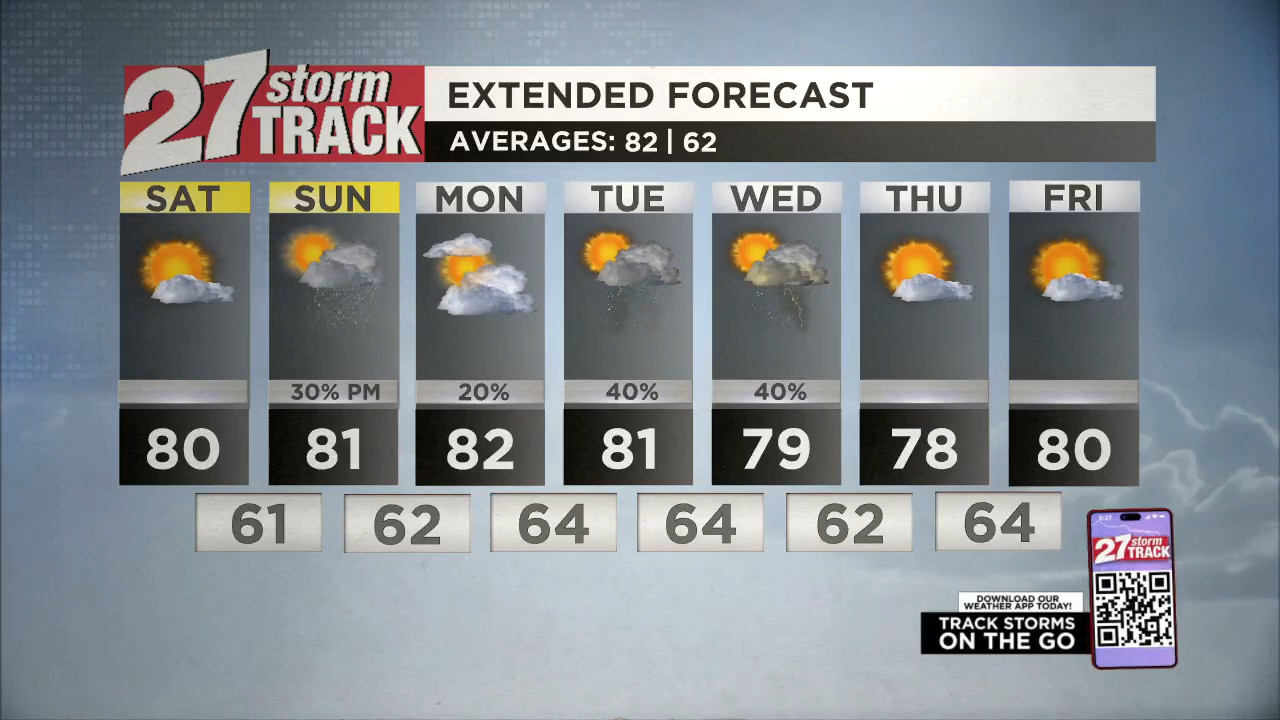 27 storm TRACK
EXTENDED FORECAST
AVERAGES: 82 | 62
SAT SUN MON TUE WED THU FRI
30% PM 20% 40% 40%
80 81 82 81 79 78 80
61 62 64 64 62 64
27 storm TRACK
DOWNLOAD OUR
WEATHER APP TODAY!
TRACK STORMS
ON THE GO